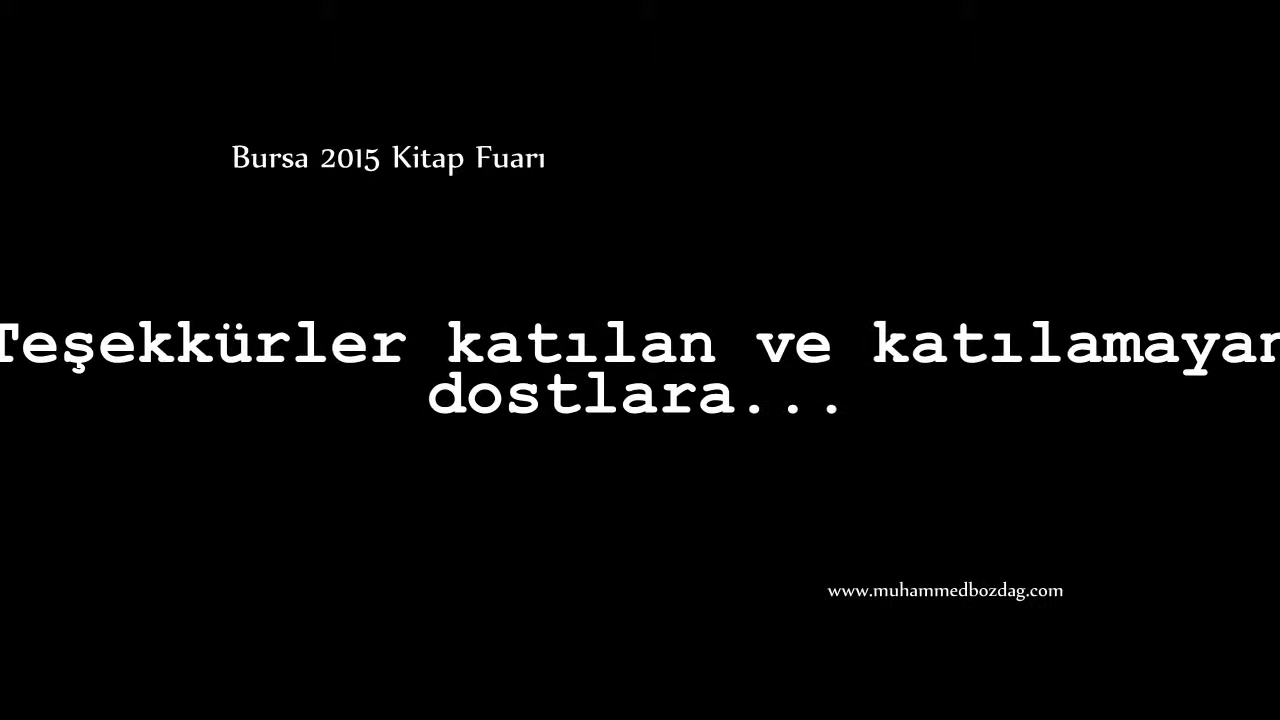 Bursa 2015 Kitap Fuarı
Teşekkürler katılan ve katılamayan
dostlara...
www.muhammedbozdag.com